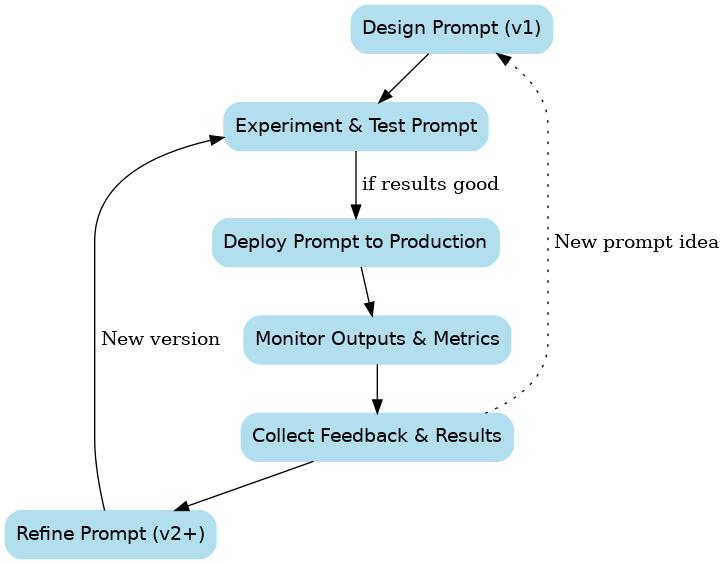 Design Prompt (v1)
Experiment & Test Prompt
if results good
Deploy Prompt to Production
New prompt idea
Monitor Outputs & Metrics
New version
Collect Feedback & Results
Refine Prompt (v2+)